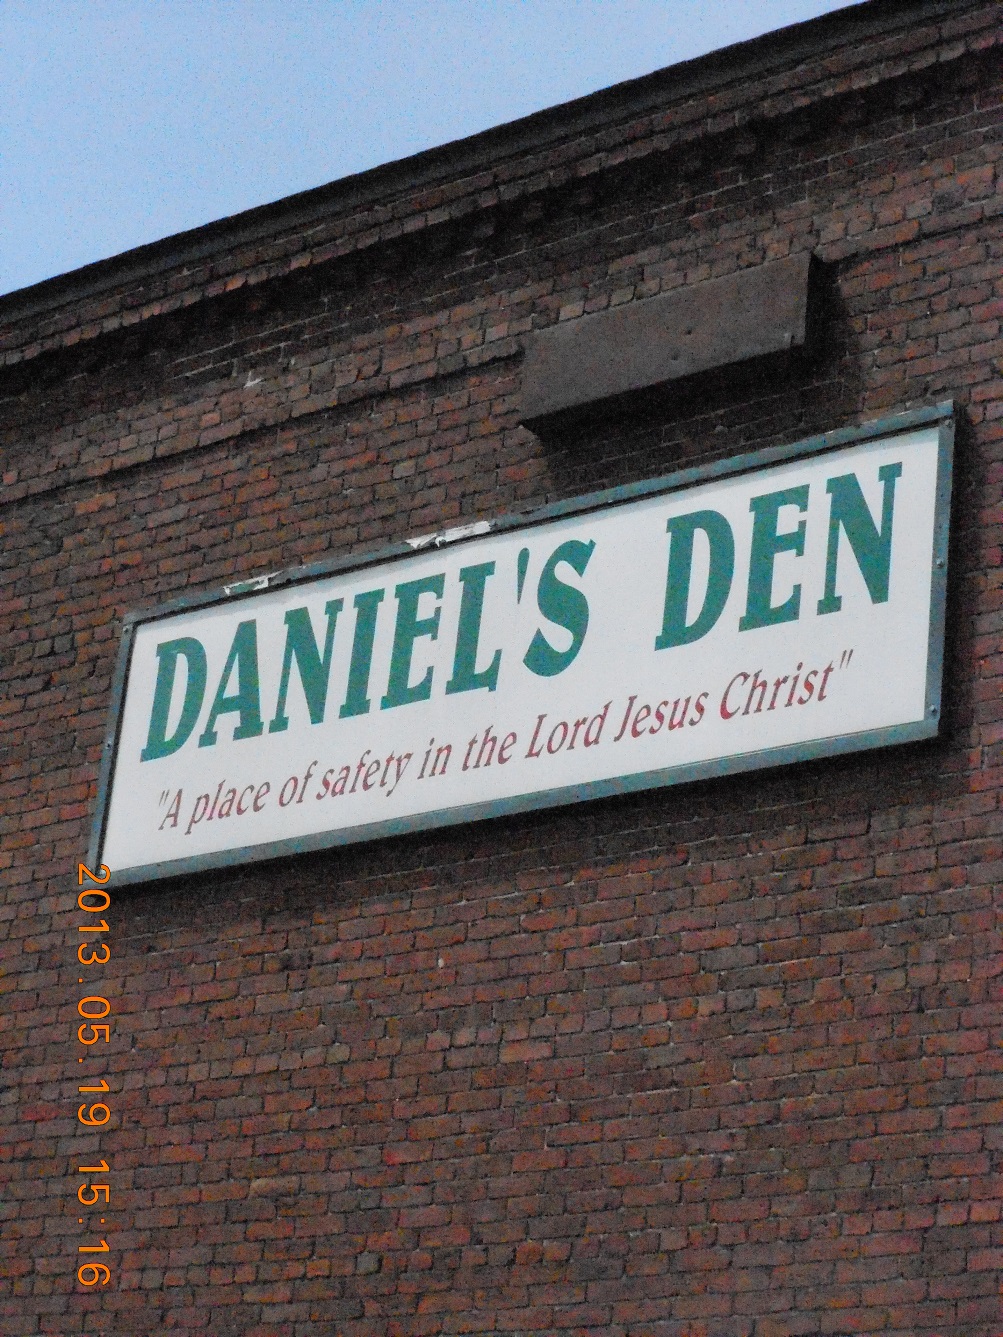 DANIEL'S DEN
"A place of safety in the Lord Jesus Christ"
2013.05.19 15:16